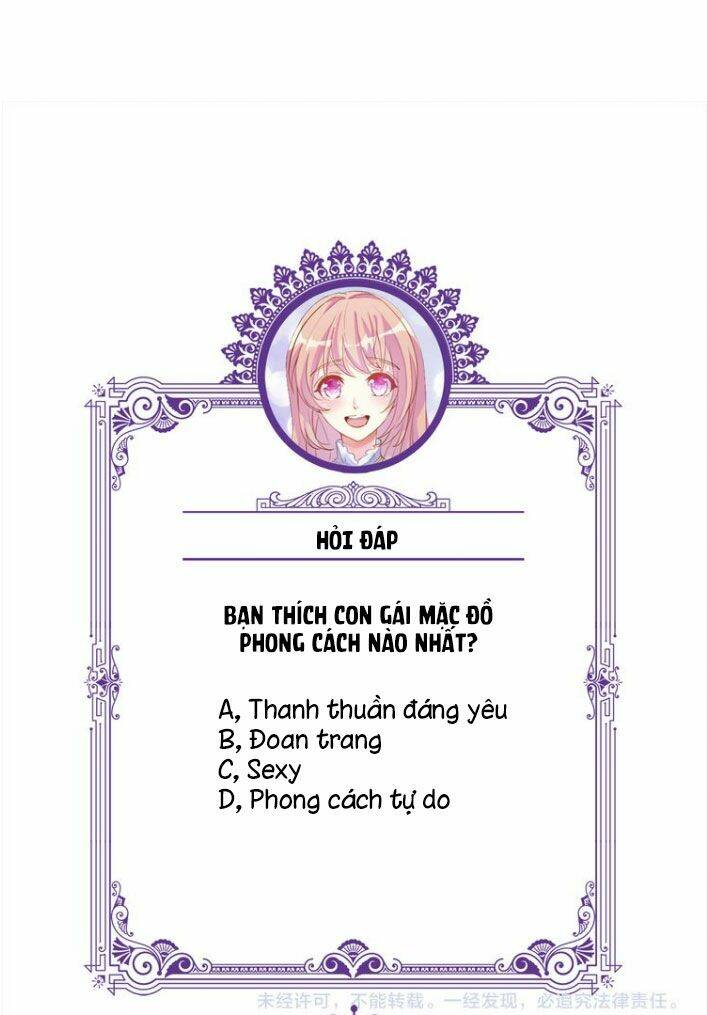 HỎI ĐÁP
BẠN THÍCH CON GÁI MẶC ĐỒ
PHONG CÁCH NÀO NHẤT?
A, Thanh thuần đáng yêu
B, Đoan trang
C, Sexy
D, Phong cách tự do
未经许可，不能转载。一经发现，必追究法律责任。